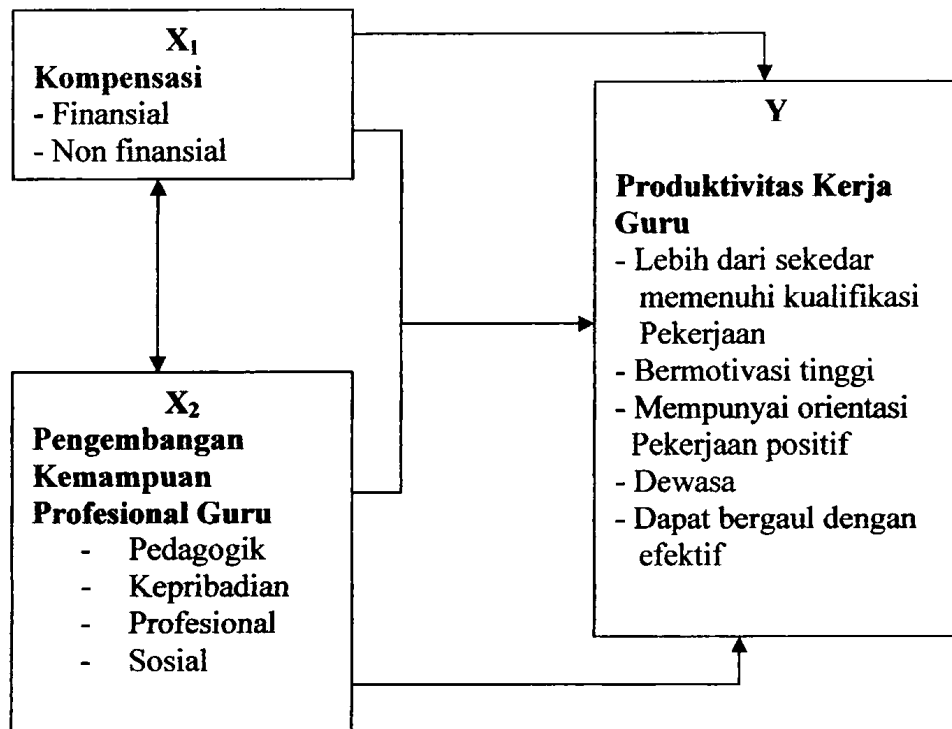 X₁
Kompensasi
- Finansial
- Non finansial
Y
Produktivitas Kerja
Guru
- Lebih dari sekedar
memenuhi kualifikasi
Pekerjaan
- Bermotivasi tinggi
- Mempunyai orientasi
Pekerjaan positif
- Dewasa
- Dapat bergaul dengan
efektif
X₂
Pengembangan
Kemampuan
Profesional Guru
- Pedagogik
- Kepribadian
- Profesional
- Sosial